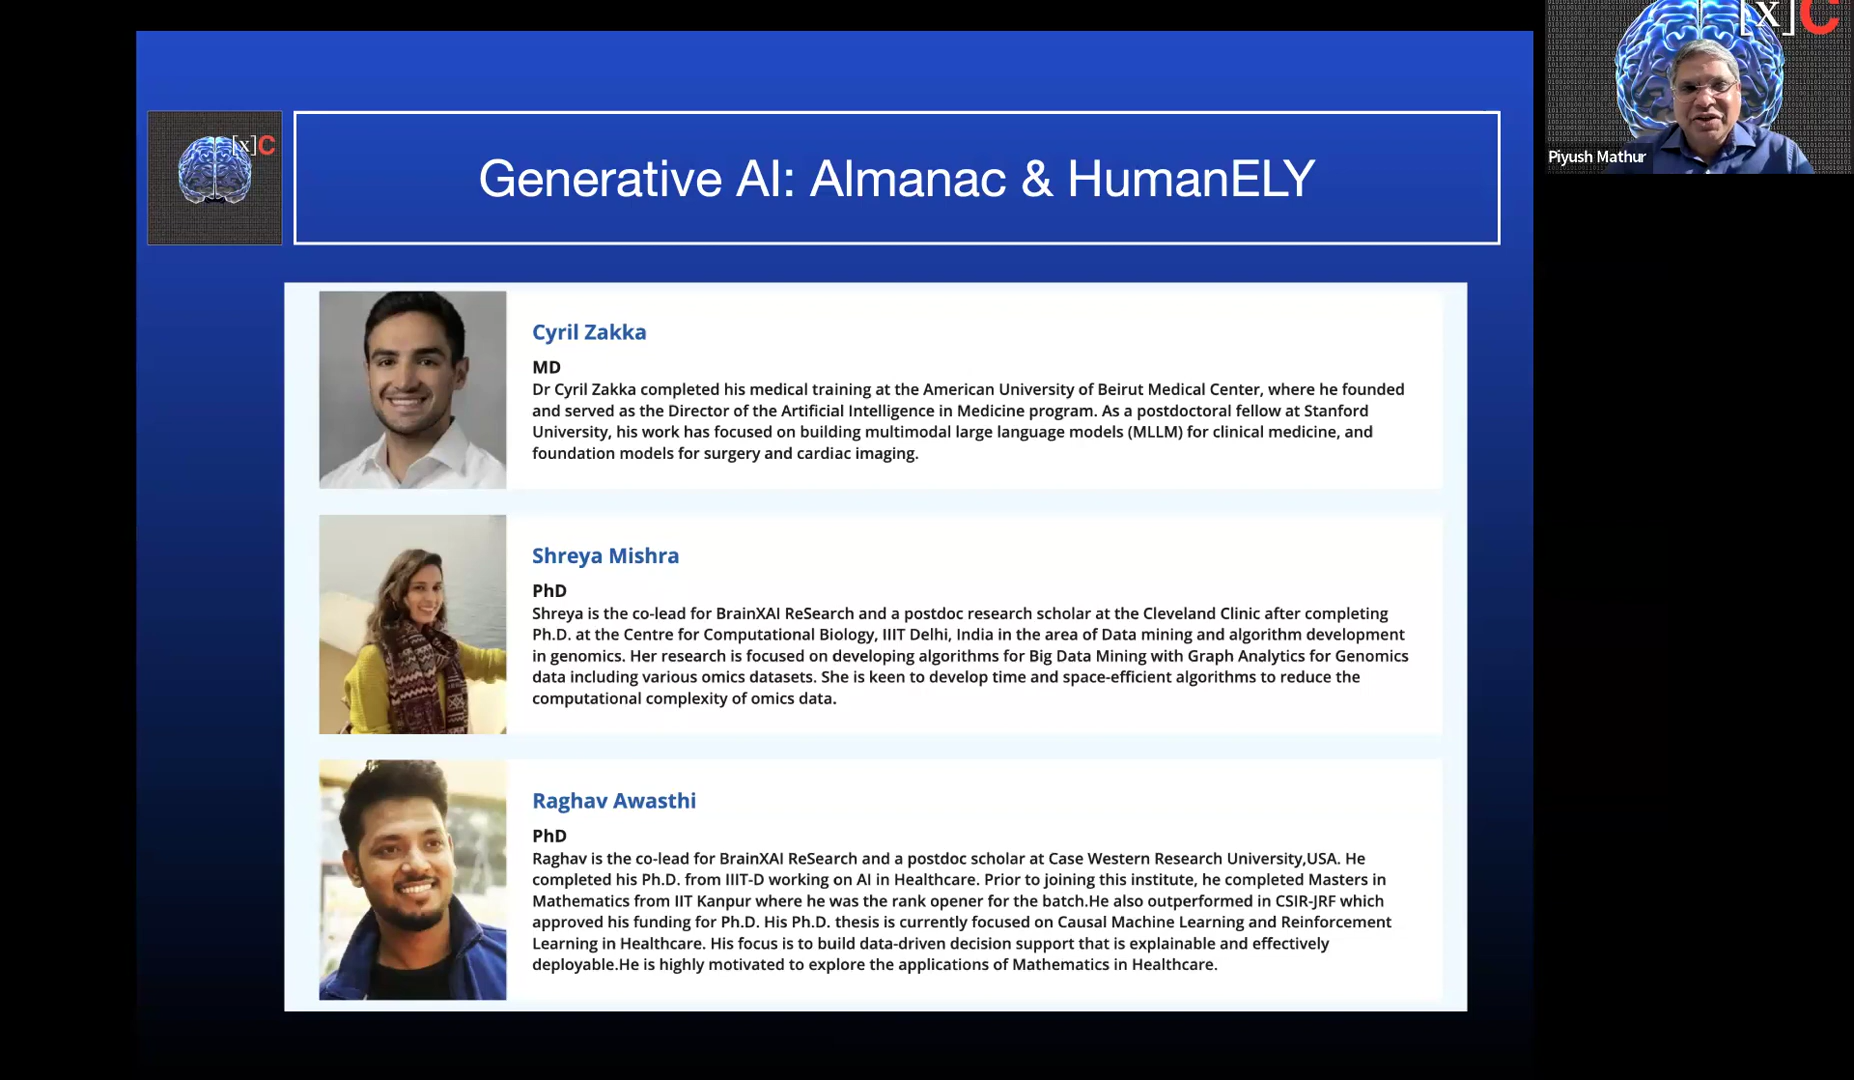 [x]C
Generative AI: Almanac & HumanELY
[x]C
Piyush Mathur
Cyril Zakka
MD
Dr Cyril Zakka completed his medical training at the American University of Beirut Medical Center, where he founded
and served as the Director of the Artificial Intelligence in Medicine program. As a postdoctoral fellow at Stanford
University, his work has focused on building multimodal large language models (MLLM) for clinical medicine, and
foundation models for surgery and cardiac imaging.
Shreya Mishra
PhD
Shreya is the co-lead for BrainXAI ReSearch and a postdoc research scholar at the Cleveland Clinic after completing
Ph.D. at the Centre for Computational Biology, IIIT Delhi, India in the area of Data mining and algorithm development
in genomics. Her research is focused on developing algorithms for Big Data Mining with Graph Analytics for Genomics
data including various omics datasets. She is keen to develop time and space-efficient algorithms to reduce the
computational complexity of omics data.
Raghav Awasthi
PhD
Raghav is the co-lead for BrainXAI ReSearch and a postdoc scholar at Case Western Research University,USA. He
completed his Ph.D. from IIIT-D working on AI in Healthcare. Prior to joining this institute, he completed Masters in
Mathematics from IIT Kanpur where he was the rank opener for the batch.He also outperformed in CSIR-JRF which
approved his funding for Ph.D. His Ph.D. thesis is currently focused on Causal Machine Learning and Reinforcement
Learning in Healthcare. His focus is to build data-driven decision support that is explainable and effectively
deployable.He is highly motivated to explore the applications of Mathematics in Healthcare.